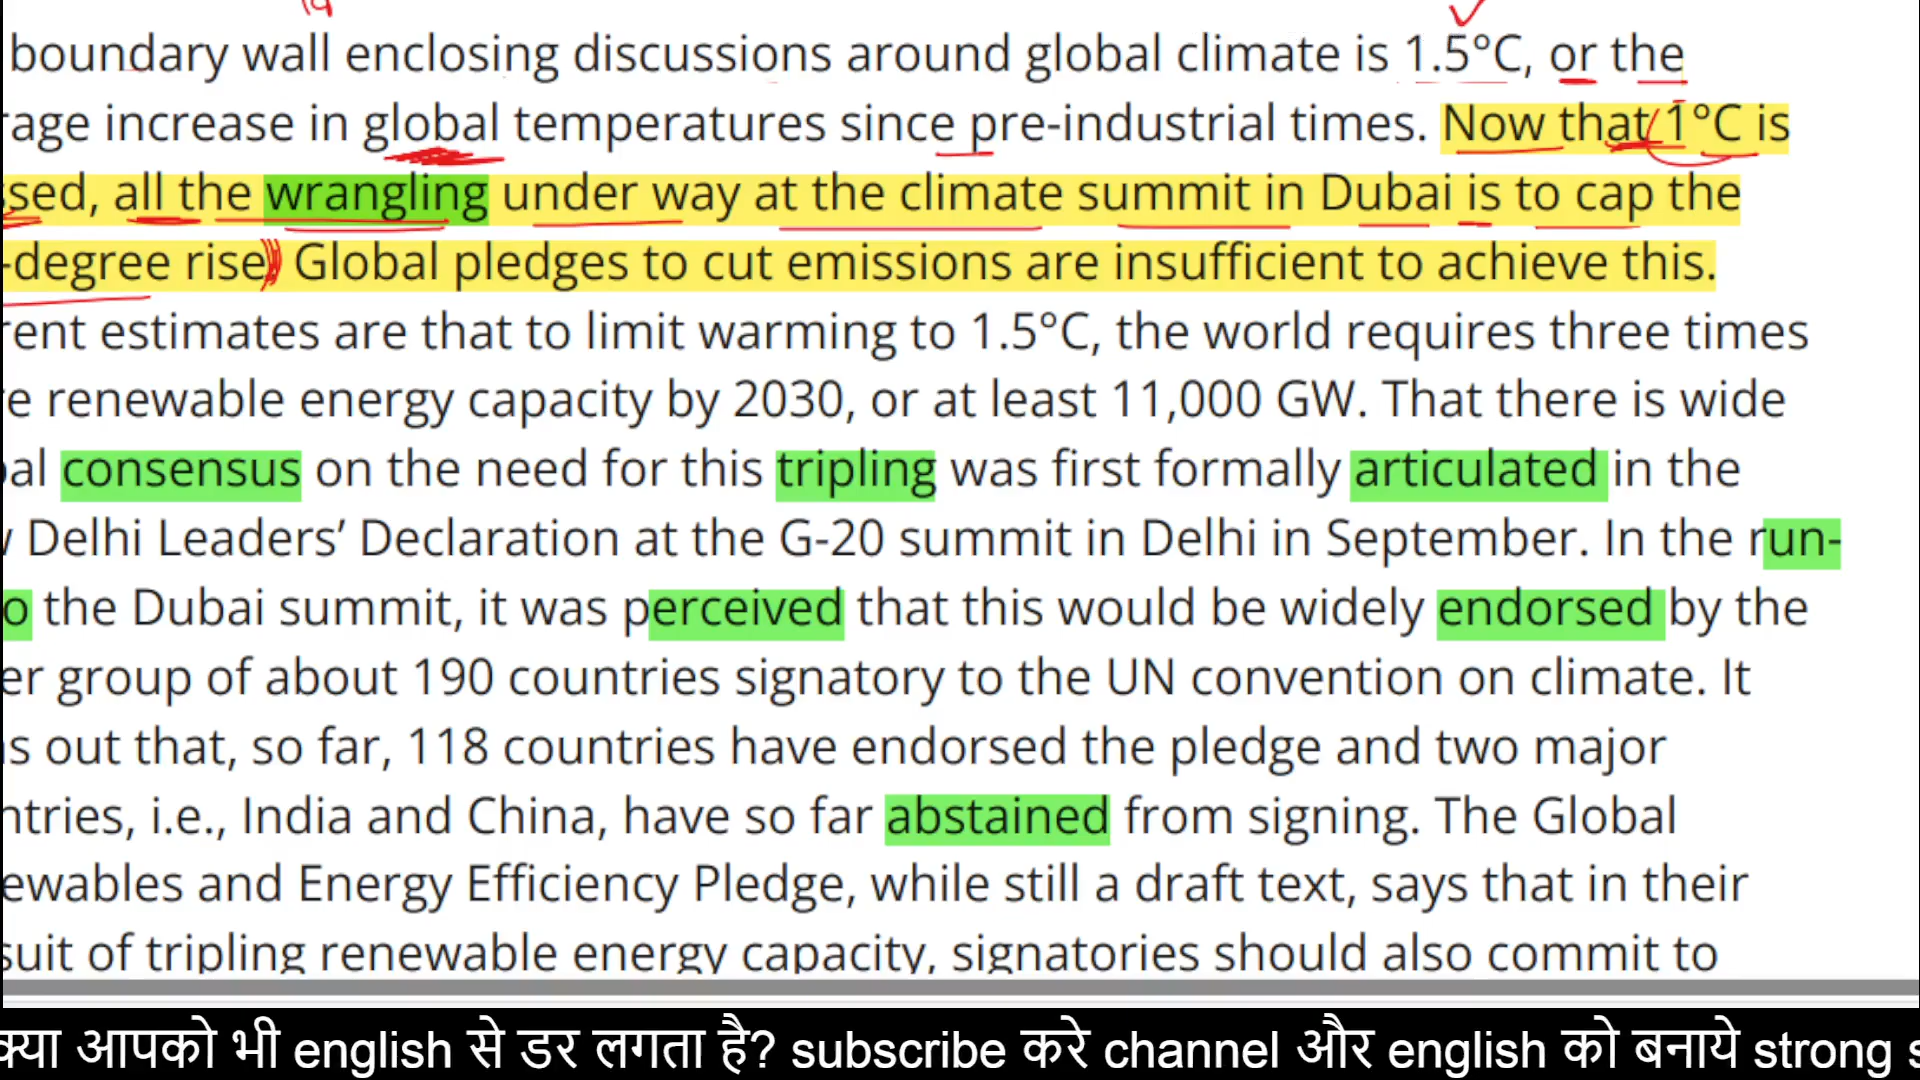 boundary wall enclosing discussions around global climate is 1.5°C, or the
rage increase in global temperatures since pre-industrial times. Now that 1°C is
ssed, all the wrangling under way at the climate summit in Dubai is to cap the
-degree rise. Global pledges to cut emissions are insufficient to achieve this.
rent estimates are that to limit warming to 1.5°C, the world requires three times
re renewable energy capacity by 2030, or at least 11,000 GW. That there is wide
bal consensus on the need for this tripling was first formally articulated in the
Delhi Leaders’ Declaration at the G-20 summit in Delhi in September. In the run-
o the Dubai summit, it was perceived that this would be widely endorsed by the
er group of about 190 countries signatory to the UN convention on climate. It
ns out that, so far, 118 countries have endorsed the pledge and two major
ntries, i.e., India and China, have so far abstained from signing. The Global
ewables and Energy Efficiency Pledge, while still a draft text, says that in their
suit of tripling renewable energy capacity, signatories should also commit to
क्या आपको भी english से डर लगता है? subscribe करे channel और english को बनाये strong s